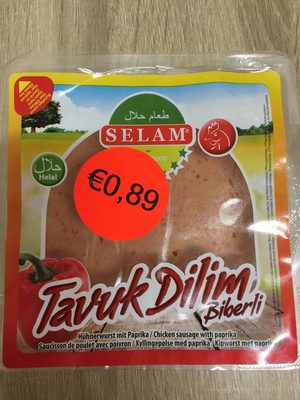 طعام حلال
SELAM
حلال
Helal
€0,89
Tavuk Dilim
Biberli
Hühnerwurst mit Paprika / Chicken sausage with paprika
Saucisson de poulet avec poivron / Kyllingepølse med paprika / Kipworst met paprika